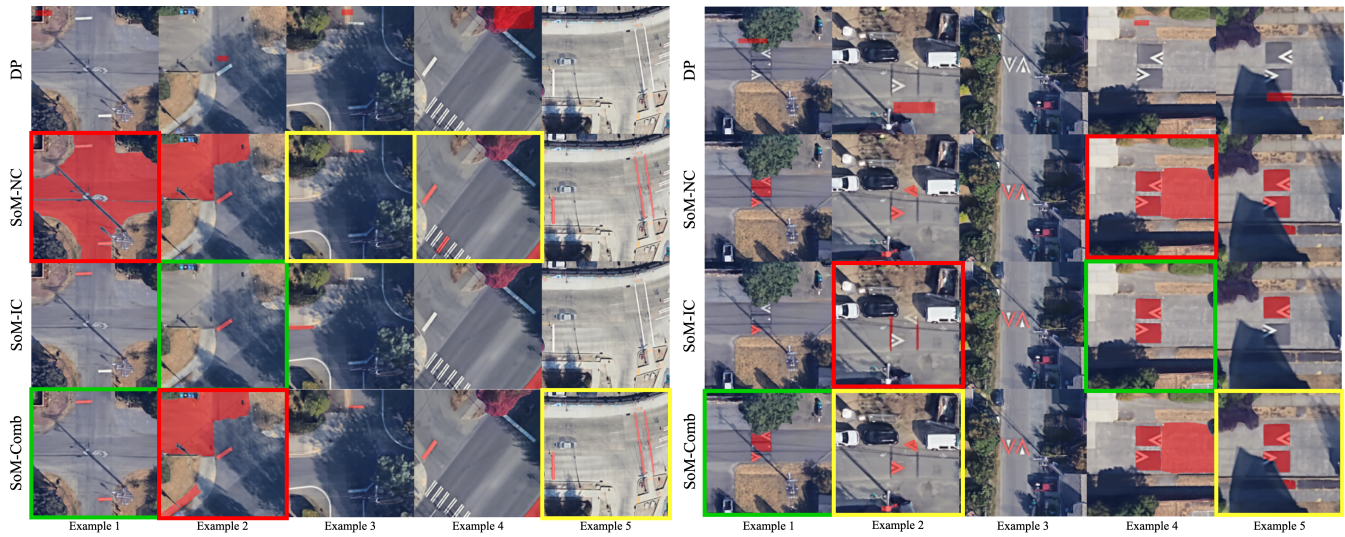 DP
SoM-NC
SoM-IC
SoM-Comb
Example 1
Example 2
Example 3
Example 4
Example 5
DP
SoM-NC
SoM-IC
SoM-Comb
Example 1
Example 2
Example 3
Example 4
Example 5